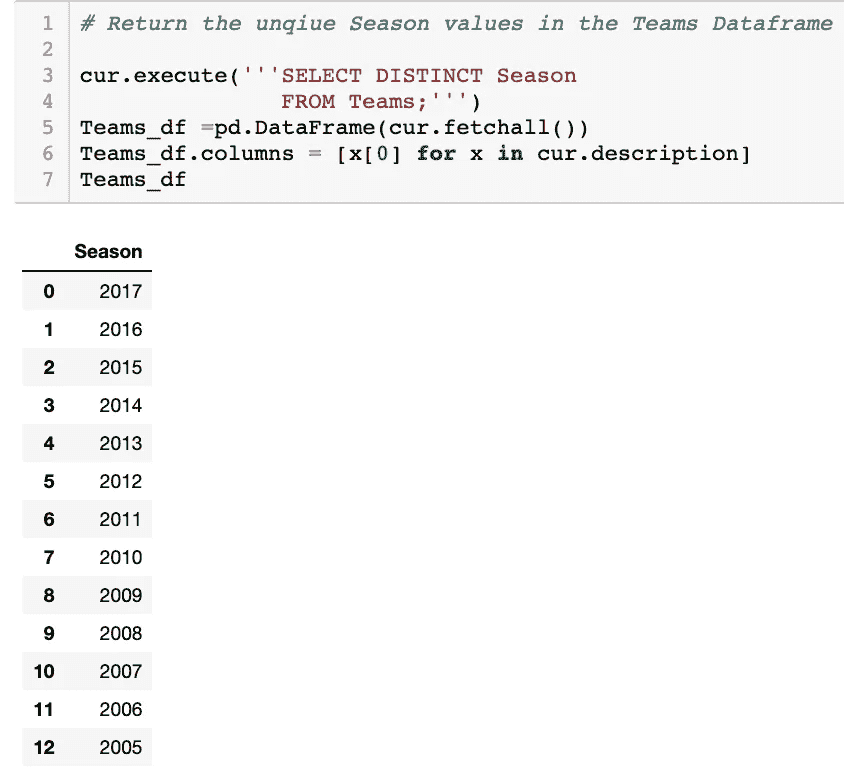 1 # Return the unqiue Season values in the Teams Dataframe
2
3 cur.execute('''SELECT DISTINCT Season
4 FROM Teams;''')
5 Teams_df =pd.DataFrame(cur.fetchall())
6 Teams_df.columns = [x[0] for x in cur.description]
7 Teams_df
Season
0 2017
1 2016
2 2015
3 2014
4 2013
5 2012
6 2011
7 2010
8 2009
9 2008
10 2007
11 2006
12 2005